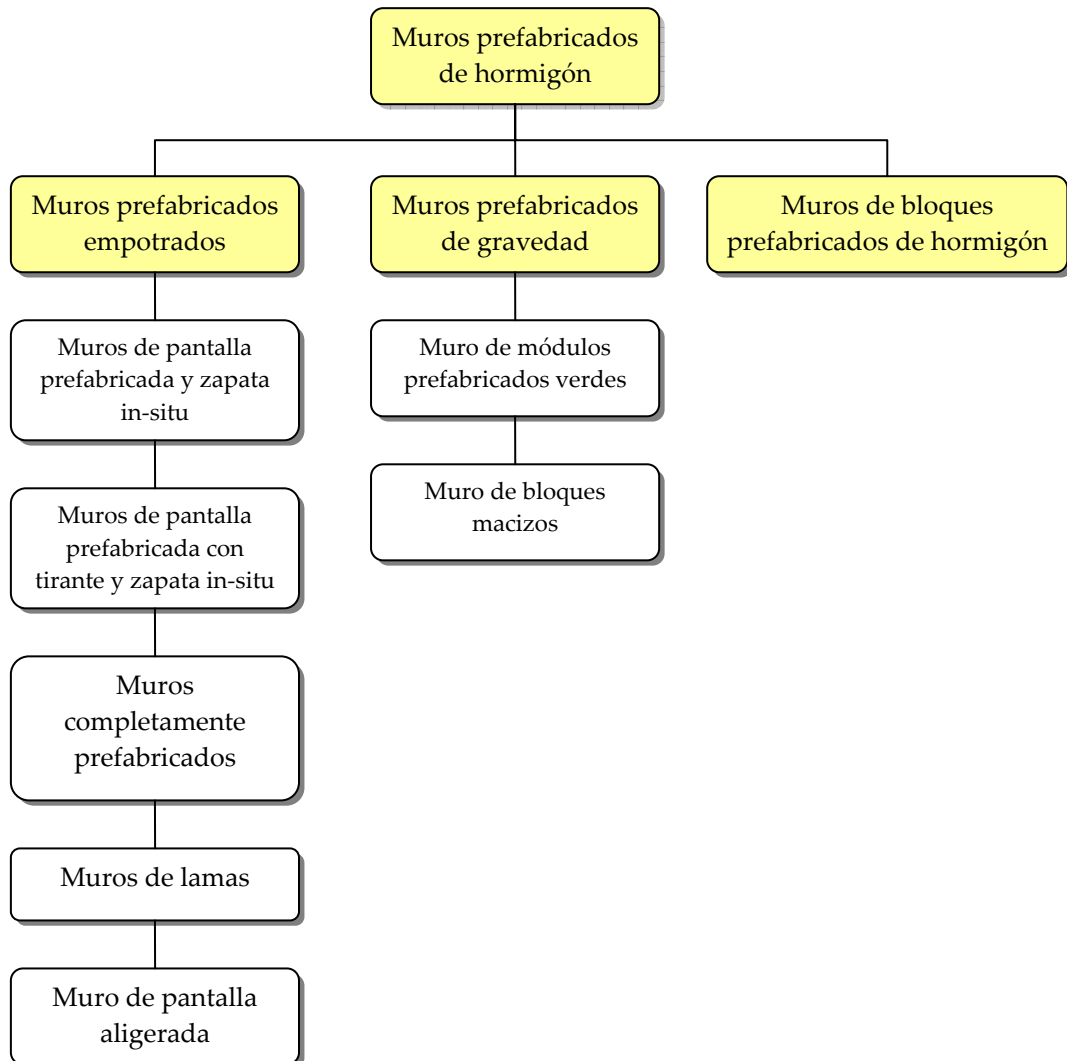 Muros prefabricados
de hormigón
Muros prefabricados
empotrados
Muros prefabricados
de gravedad
Muros de bloques
prefabricados de hormigón
Muros de pantalla
prefabricada y zapata
in-situ
Muro de módulos
prefabricados verdes
Muros de pantalla
prefabricada con
tirante y zapata in-situ
Muro de bloques
macizos
Muros
completamente
prefabricados
Muros de lamas
Muro de pantalla
aligerada